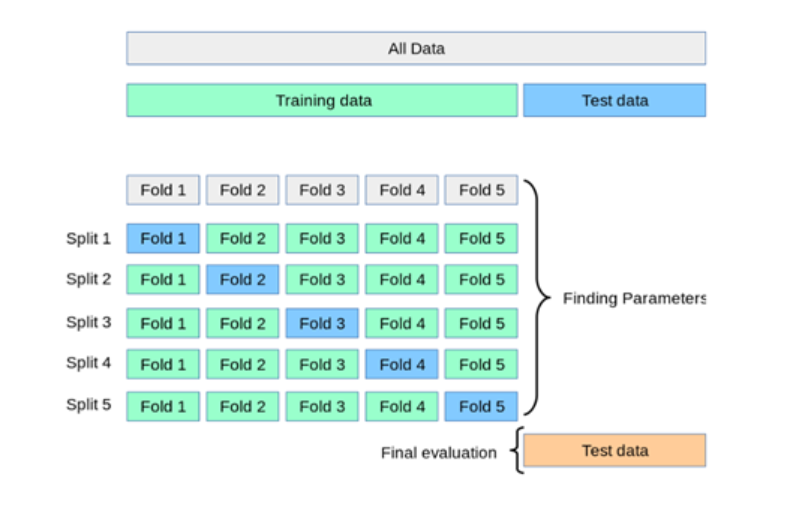 All Data
Training data Test data
Fold 1 Fold 2 Fold 3 Fold 4 Fold 5
Split 1 Fold 1 Fold 2 Fold 3 Fold 4 Fold 5
Split 2 Fold 1 Fold 2 Fold 3 Fold 4 Fold 5
Finding Parameters
Split 3 Fold 1 Fold 2 Fold 3 Fold 4 Fold 5
Split 4 Fold 1 Fold 2 Fold 3 Fold 4 Fold 5
Split 5 Fold 1 Fold 2 Fold 3 Fold 4 Fold 5
Final evaluation Test data